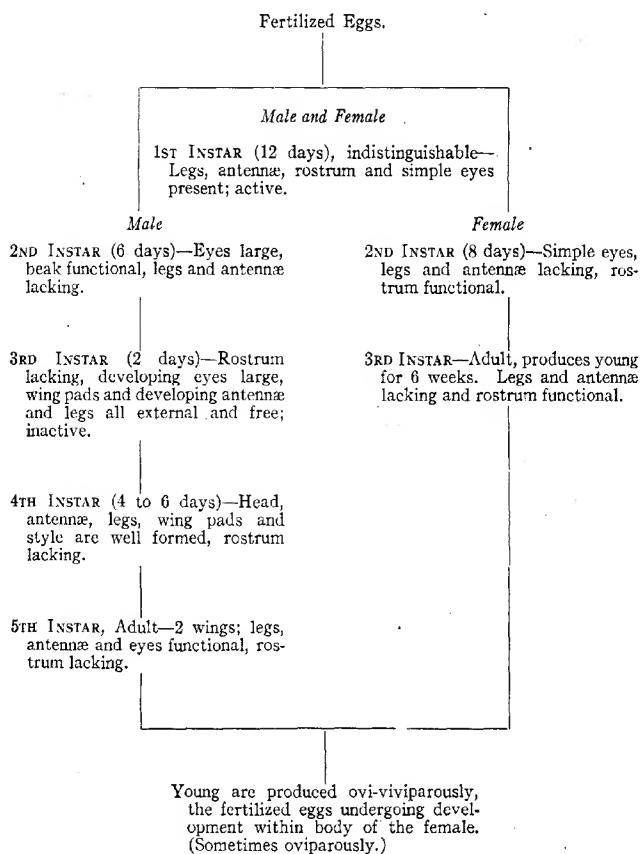 Fertilized Eggs.
Male and Female
1ST INSTAR (12 days), indistinguishable—
Legs, antennæ, rostrum and simple eyes
present; active.
Male
2ND INSTAR (6 days)—Eyes large,
beak functional, legs and antennæ
lacking.
3RD INSTAR (2 days)—Rostrum
lacking, developing eyes large,
wing pads and developing antennæ
and legs all external and free;
inactive.
4TH INSTAR (4 to 6 days)—Head,
antennæ, legs, wing pads and
style are well formed, rostrum
lacking.
5TH INSTAR, Adult—2 wings; legs,
antennæ and eyes functional, ros-
trum lacking.
Female
2ND INSTAR (8 days)—Simple eyes,
legs and antennæ lacking, ros-
trum functional.
3RD INSTAR—Adult, produces young
for 6 weeks. Legs and antennæ
lacking and rostrum functional.
Young are produced ovi-viviparously,
the fertilized eggs undergoing devel-
opment within body of the female.
(Sometimes oviparously.)